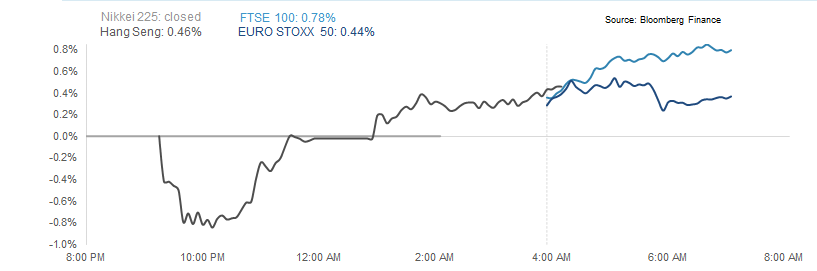 Nikkei 225: closed
FTSE 100: 0.78%
Source: Bloomberg Finance
Hang Seng: 0.46%
EURO STOXX 50: 0.44%
0.8%
0.6%
0.4%
0.2%
0.0%
-0.2%
-0.4%
-0.6%
-0.8%
-1.0%
8:00 PM
10:00 PM
12:00 AM
2:00 AM
4:00 AM
6:00 AM
8:00 AM